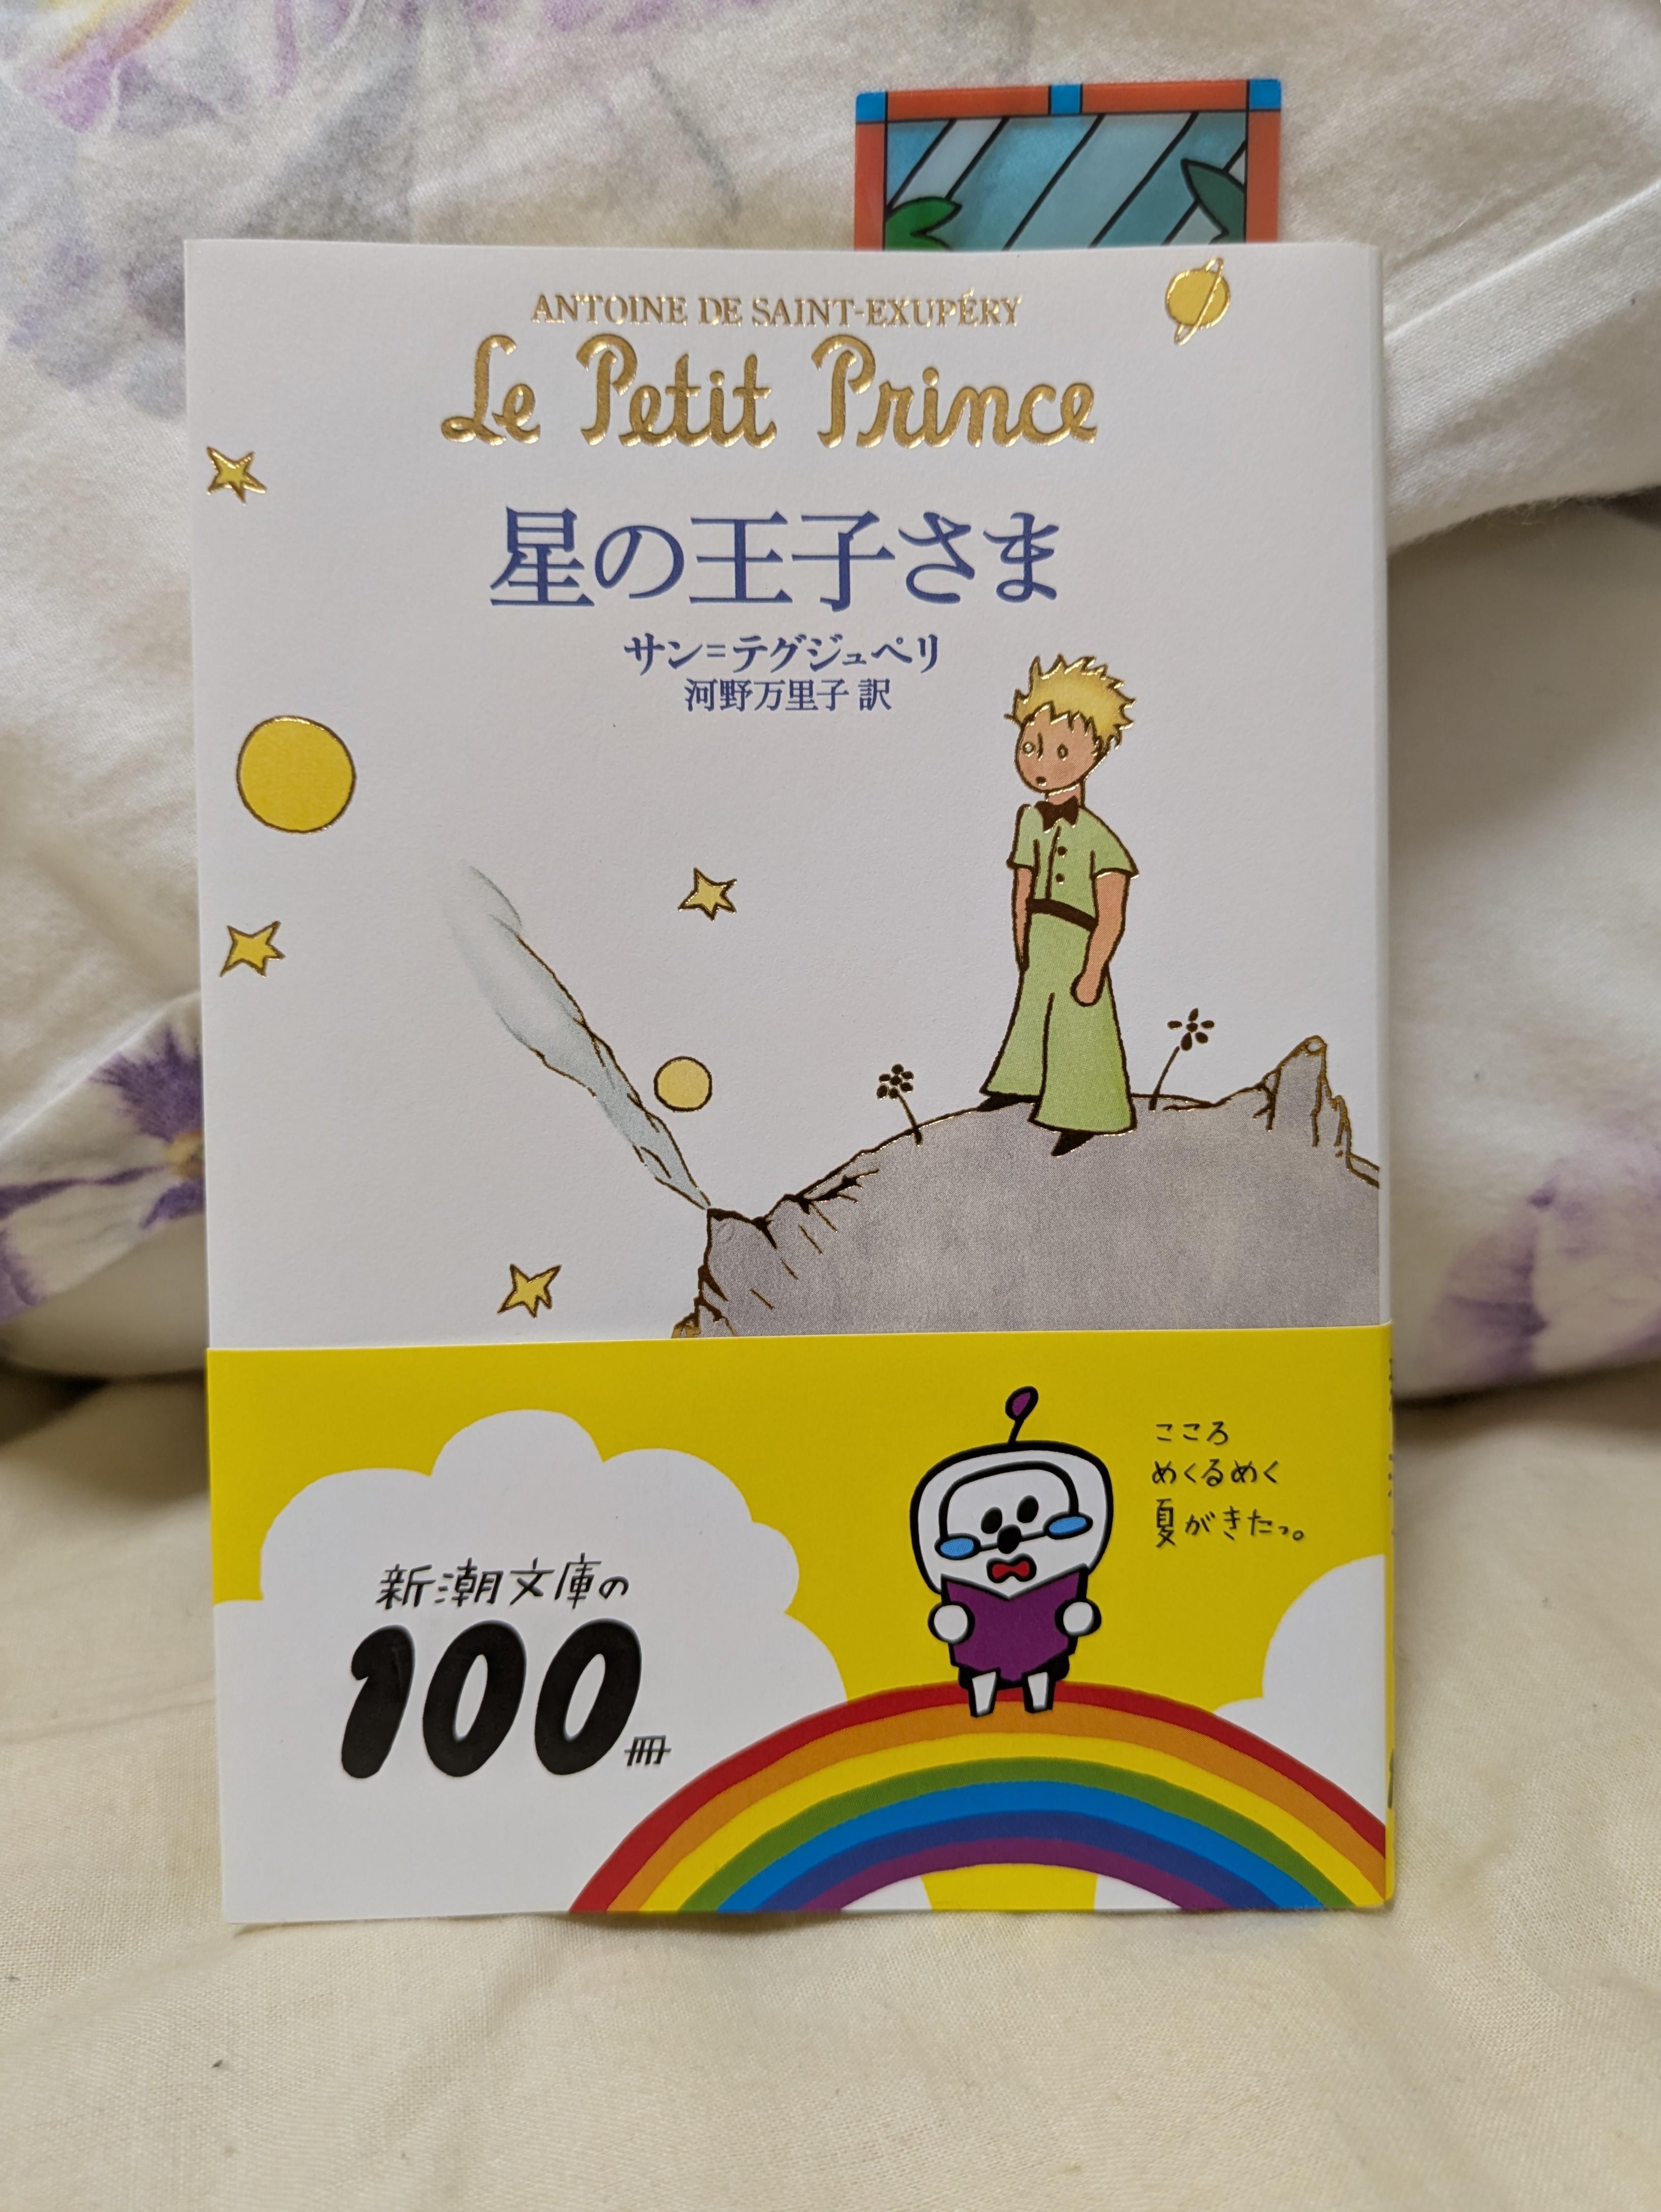 ANTOINE DE SAINT-EXUPÉRY
Le Petit Prince
星の王子さま
サン=テグジュペリ
河野万里子 訳
こころ
めくるめく
夏がきたっ。
新潮文庫の
100冊